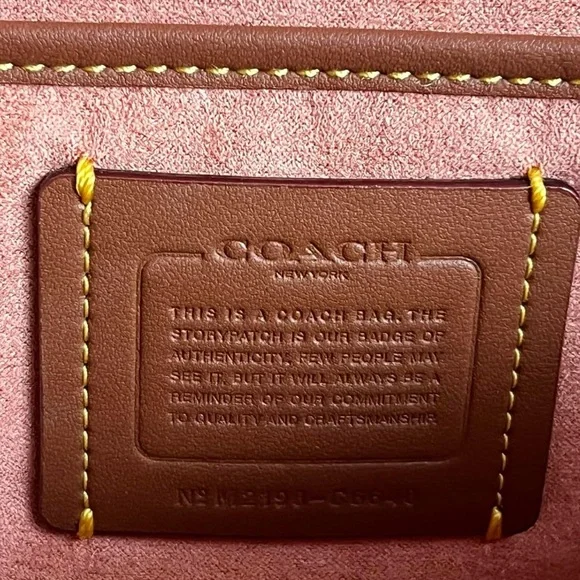 COACH
NEW YORK
THIS IS A COACH BAG. THE
STORYPATCH IS OUR BADGE OF
AUTHENTICITY. FEW PEOPLE MAY
SEE IT, BUT IT WILL ALWAYS BE A
REMINDER OF OUR COMMITMENT
TO QUALITY AND CRAFTSMANSHIP.
No